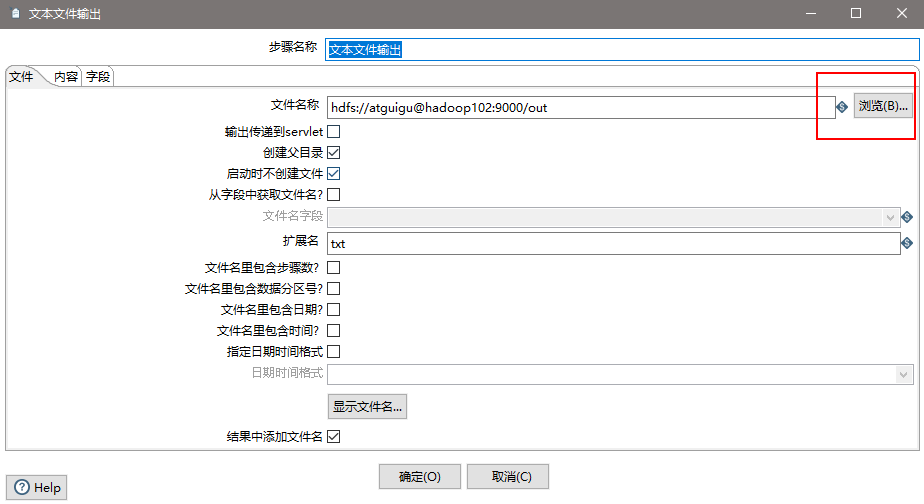 文本文件输出
步骤名称 文本文件输出
文件 内容 字段
文件名称 hdfs://atguigu@hadoop102:9000/out 浏览(B)...
输出传递到servlet
创建父目录
启动时不创建文件
从字段中获取文件名?
文件名字段
扩展名 txt
文件名里包含步骤数?
文件名里包含数据分区号?
文件名里包含日期?
文件名里包含时间?
指定日期时间格式
日期时间格式
显示文件名...
结果中添加文件名
Help 确定(O) 取消(C)